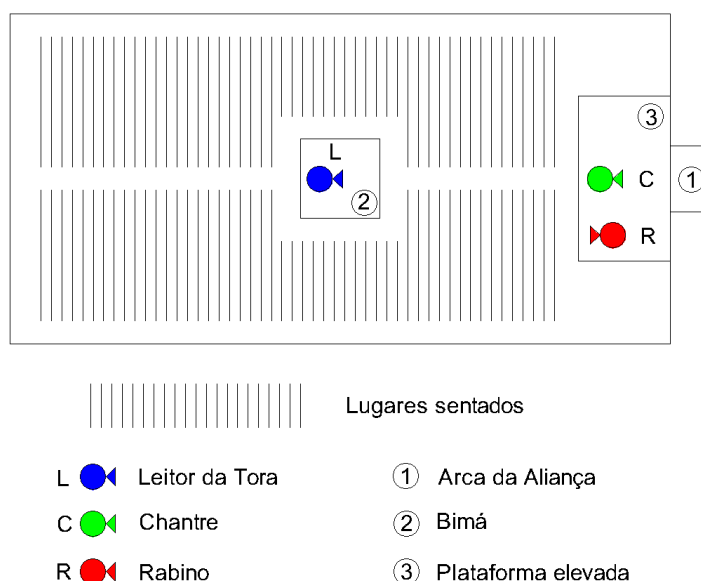 3
L
C
1
2
R
Lugares sentados
L Leitor da Tora 1 Arca da Aliança
C Chantre 2 Bimá
R Rabino 3 Plataforma elevada